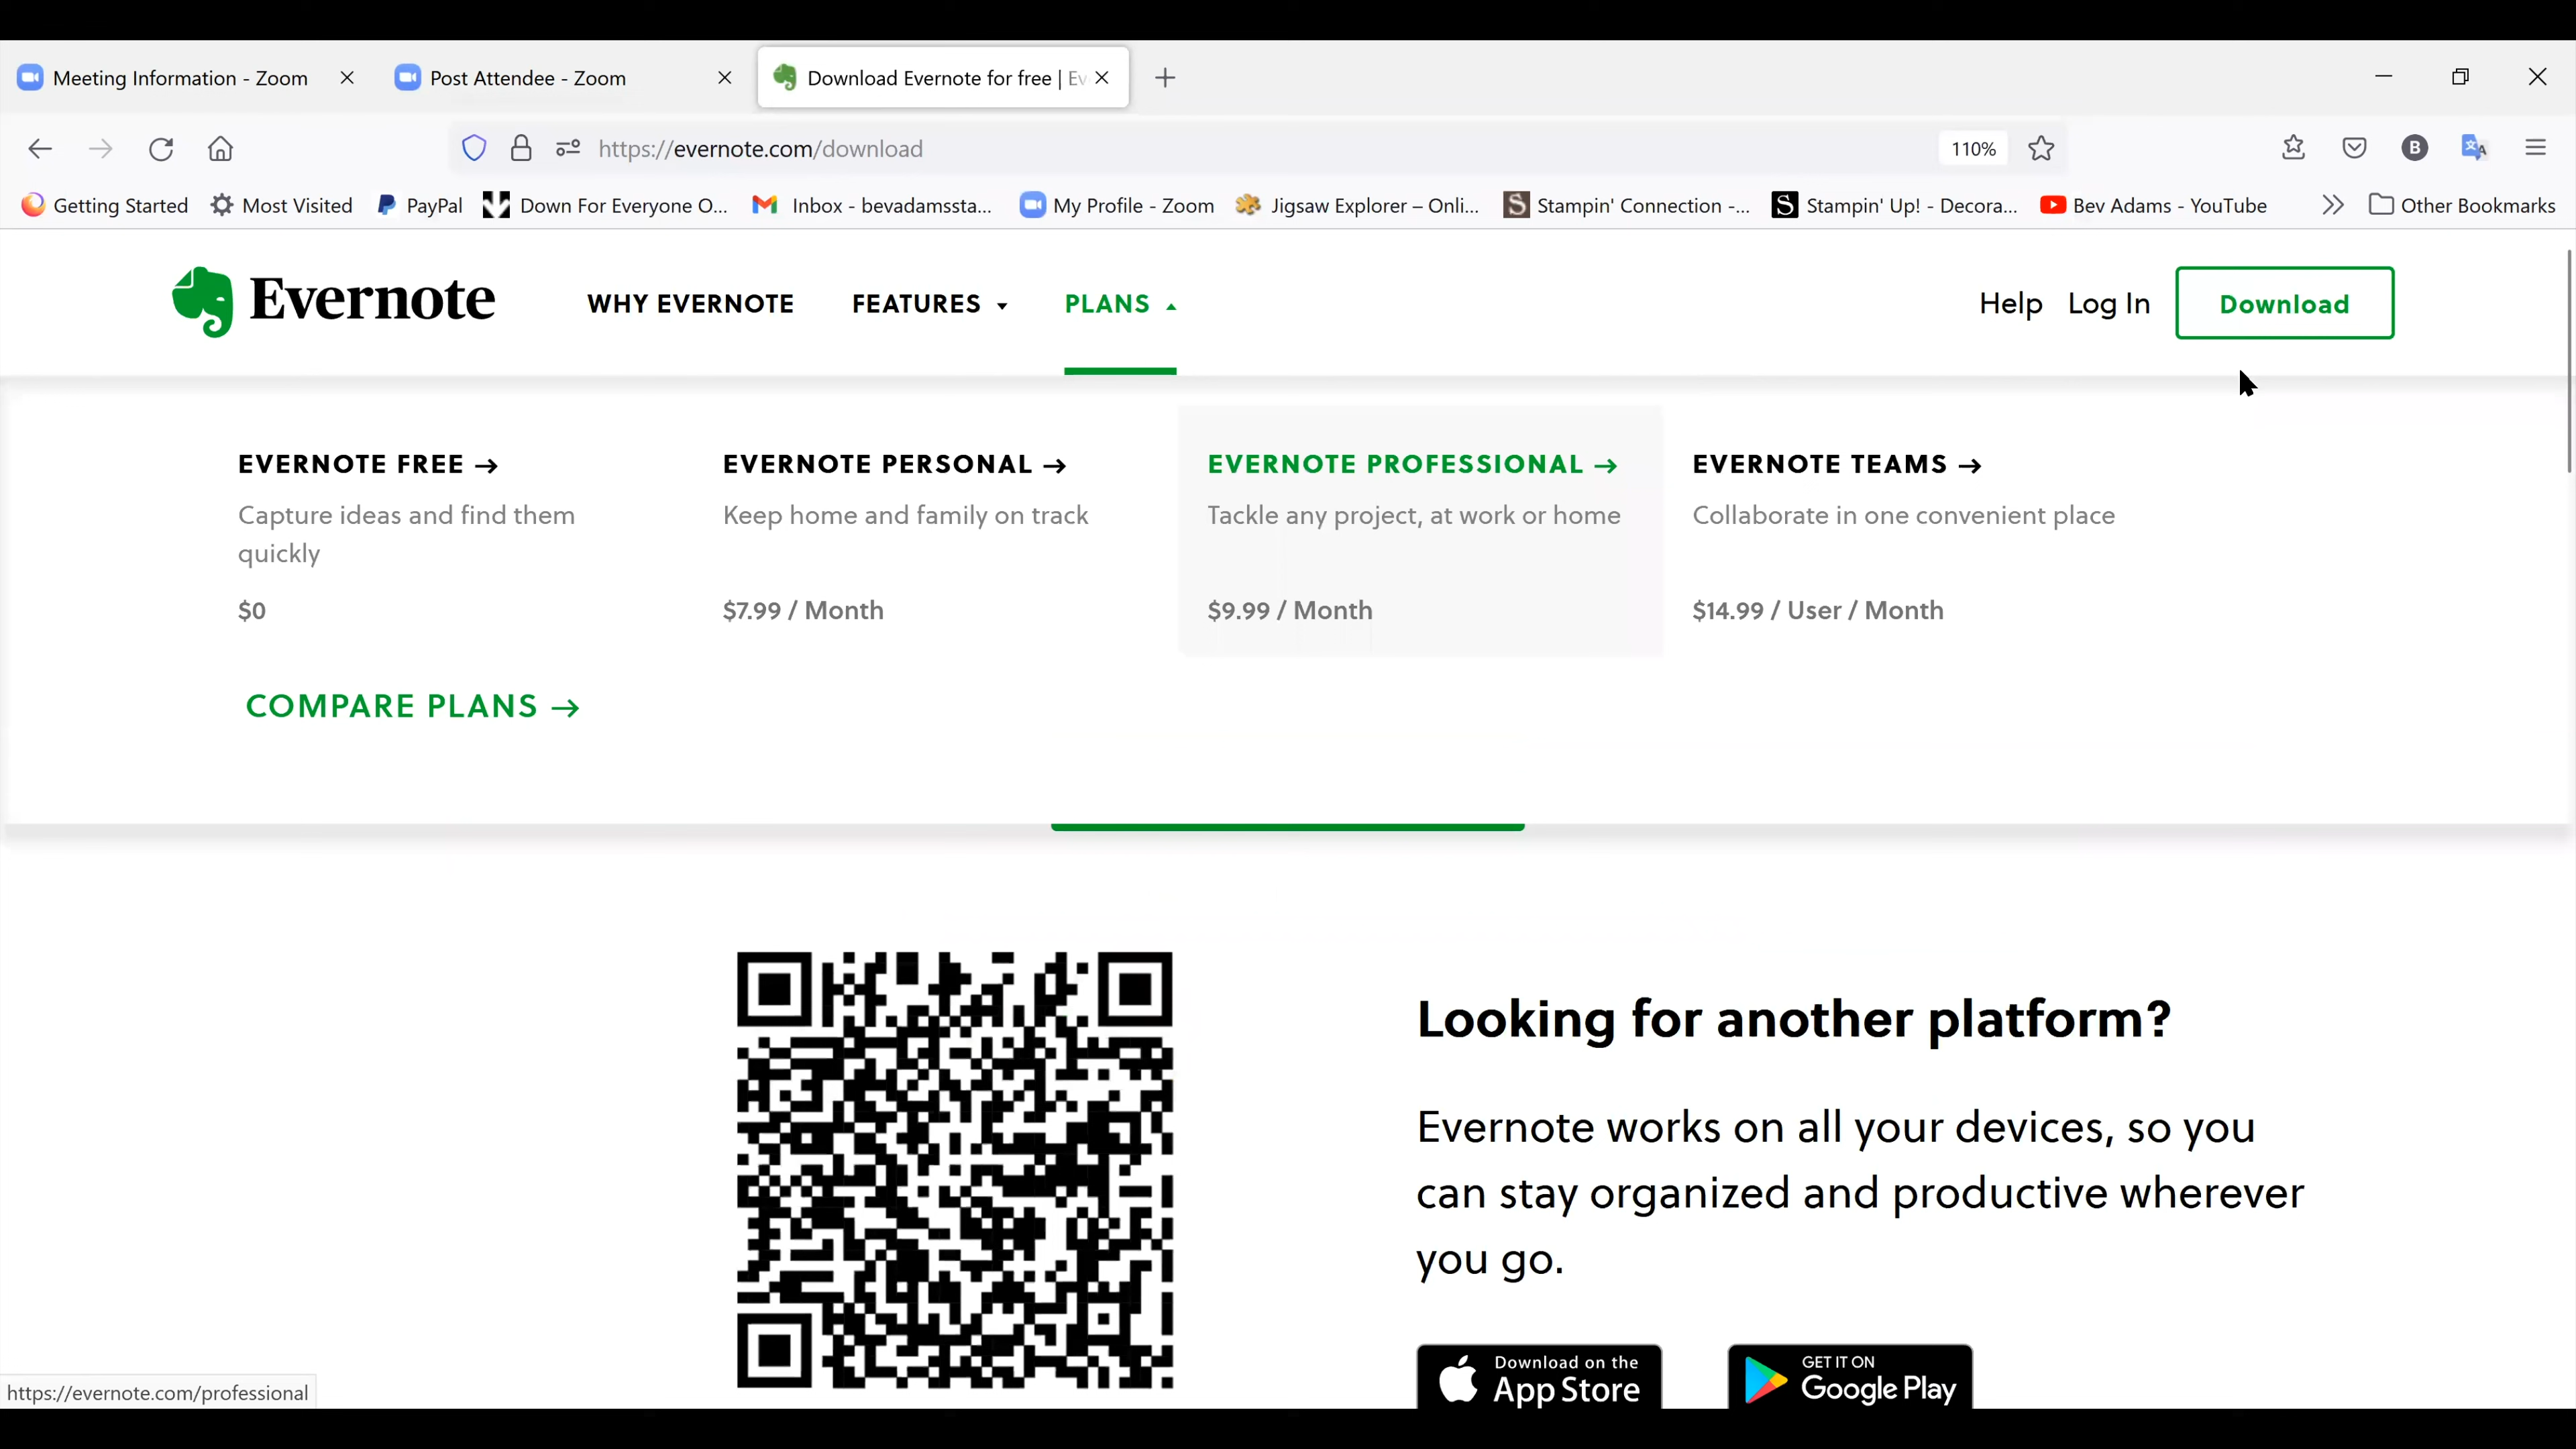 Meeting Information - Zoom
Post Attendee - Zoom
Download Evernote for free | Ev
https://evernote.com/download
110%
B
Getting Started
Most Visited
PayPal
Down For Everyone O...
Inbox - bevadamssta...
My Profile - Zoom
Jigsaw Explorer – Onli...
Stampin' Connection -...
Stampin' Up! - Decora...
Bev Adams - YouTube
Other Bookmarks
Evernote
WHY EVERNOTE
FEATURES
PLANS
Help
Log In
Download
EVERNOTE FREE →
Capture ideas and find them
quickly
$0
EVERNOTE PERSONAL →
Keep home and family on track
$7.99 / Month
EVERNOTE PROFESSIONAL →
Tackle any project, at work or home
$9.99 / Month
EVERNOTE TEAMS →
Collaborate in one convenient place
$14.99 / User / Month
COMPARE PLANS →
Looking for another platform?
Evernote works on all your devices, so you
can stay organized and productive wherever
you go.
Download on the
App Store
GET IT ON
Google Play
https://evernote.com/professional